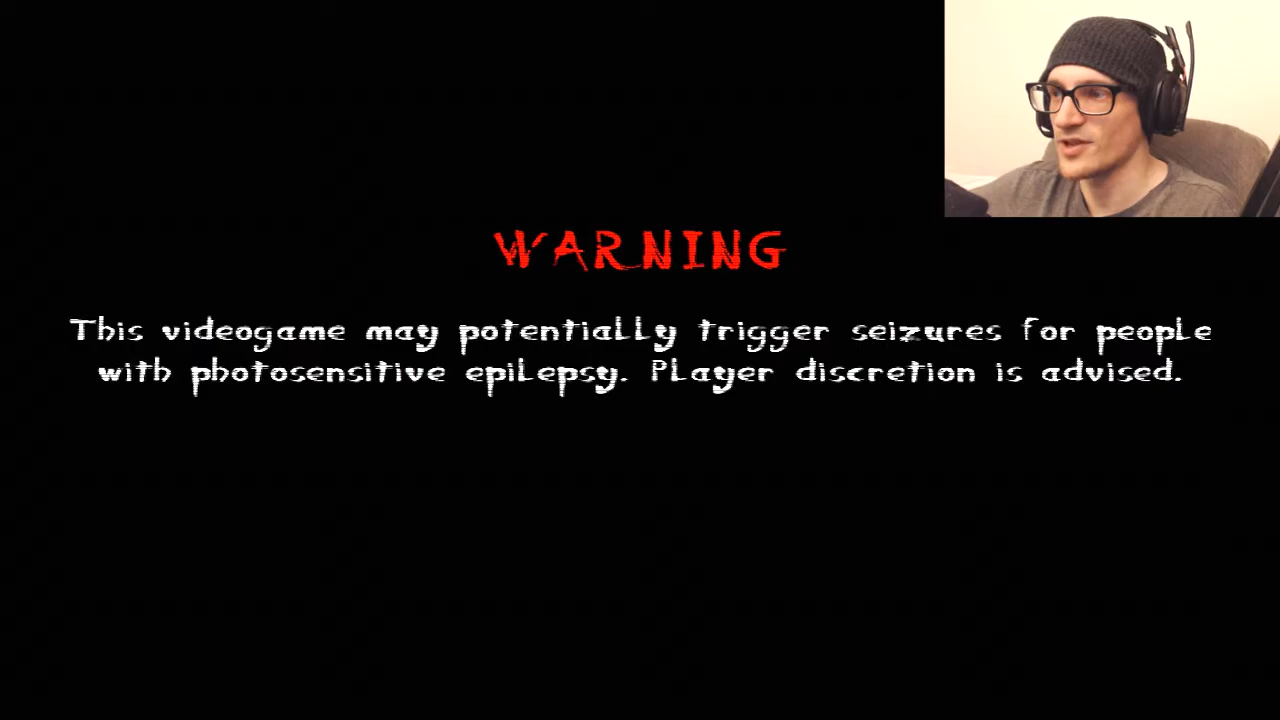 WARNING
This videogame may potentially trigger seizures for people
with photosensitive epilepsy. Player discretion is advised.